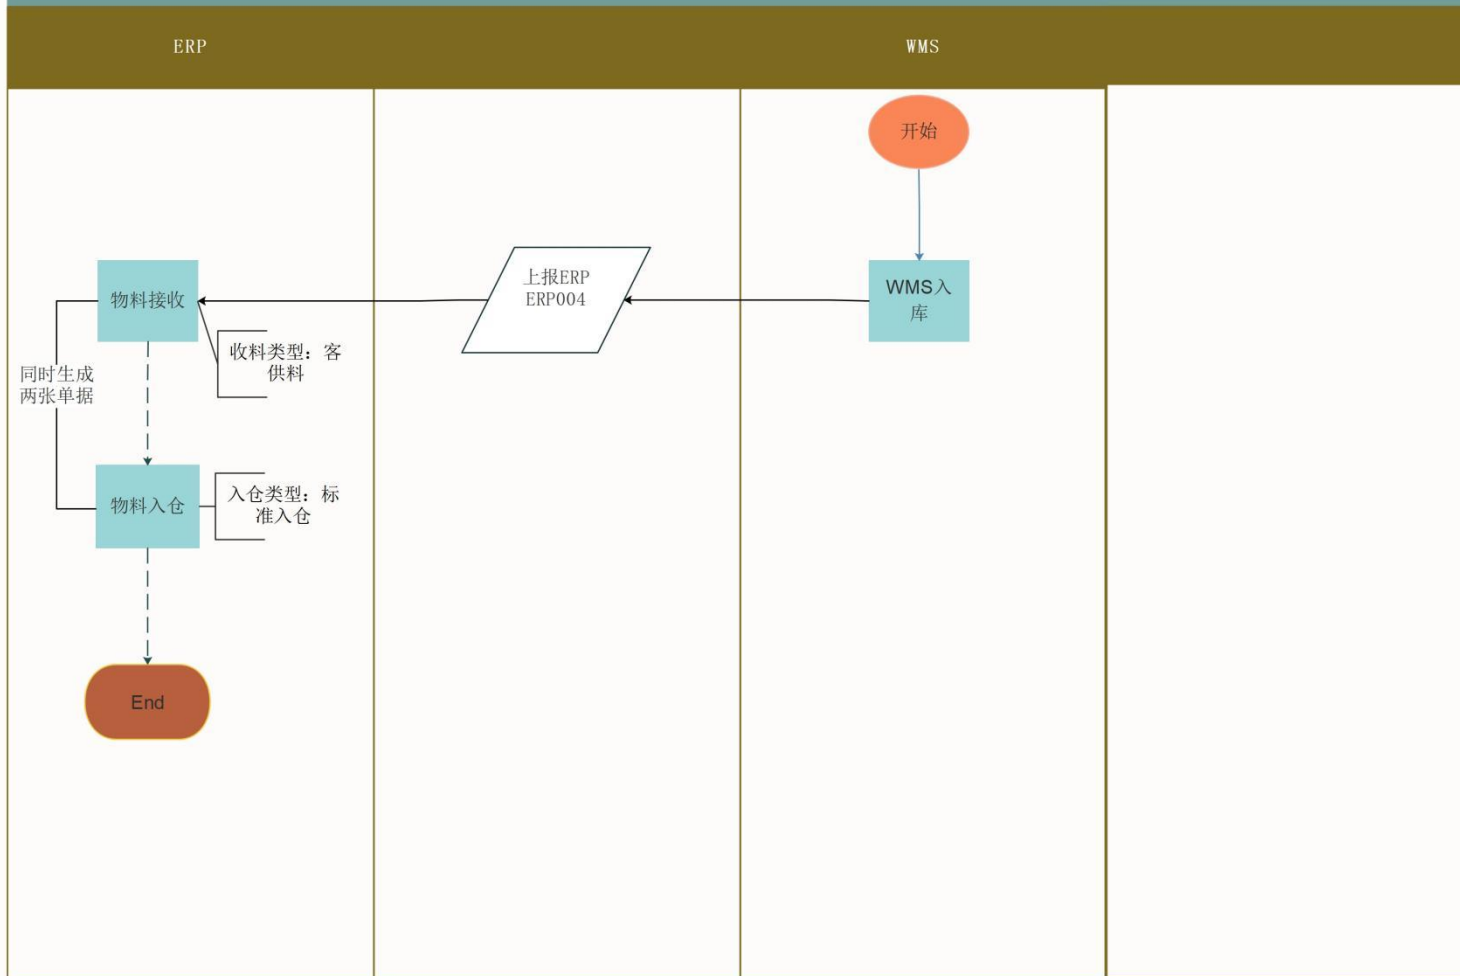 ERP
WMS
开始
上报ERP
ERP004
WMS入
库
物料接收
收料类型：客
供料
同时生成
两张单据
物料入仓
入仓类型：标
准入仓
End